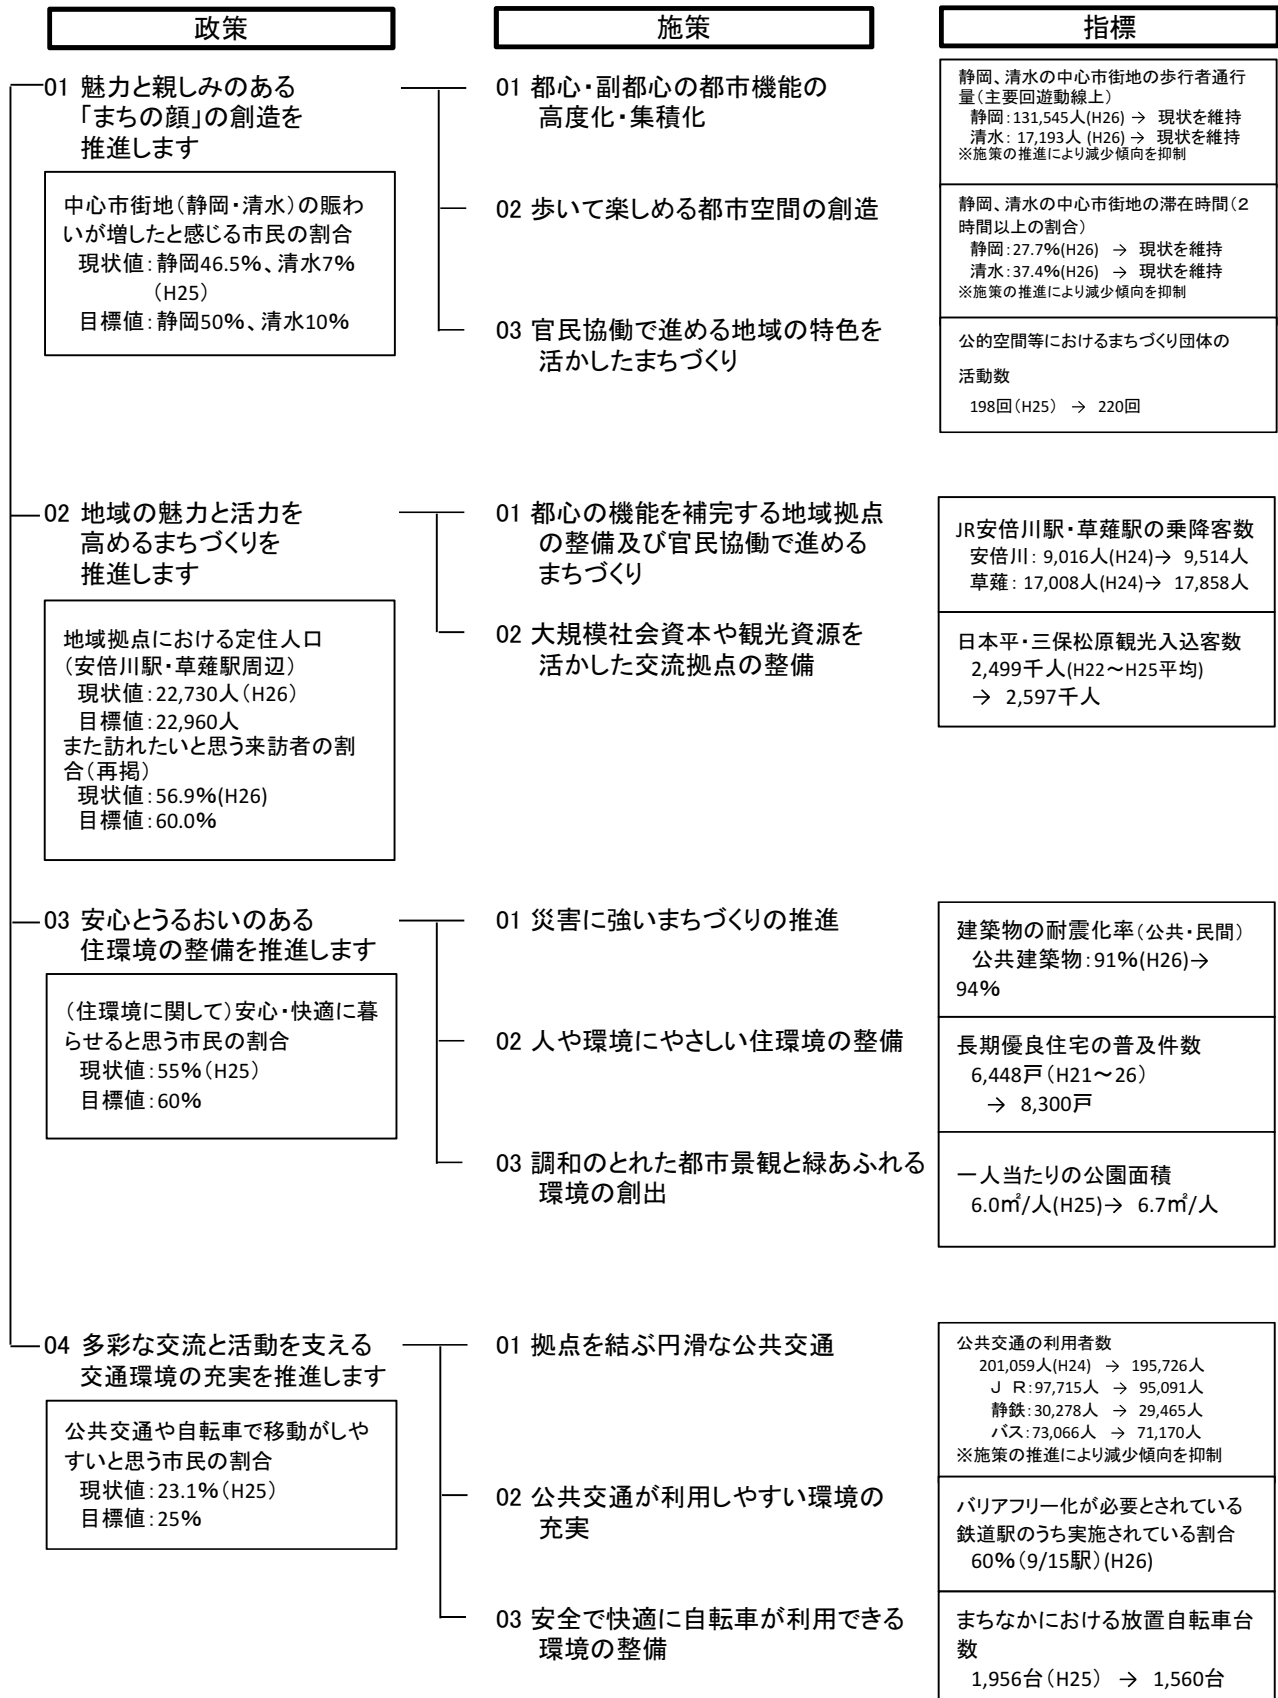 政策
施策
指標
01 魅力と親しみのある
「まちの顔」の創造を
推進します
中心市街地（静岡・清水）の賑わ
いが増したと感じる市民の割合
現状値：静岡46.5%、清水7%
（H25）
目標値：静岡50%、清水10%
01 都心・副都心の都市機能の
高度化・集積化
02 歩いて楽しめる都市空間の創造
03 官民協働で進める地域の特色を
活かしたまちづくり
静岡、清水の中心市街地の歩行者通行
量（主要回遊動線上）
静岡：131,545人(H26) → 現状を維持
清水： 17,193人 (H26) → 現状を維持
※施策の推進により減少傾向を抑制
静岡、清水の中心市街地の滞在時間（２
時間以上の割合）
静岡：27.7%(H26) → 現状を維持
清水：37.4%(H26) → 現状を維持
※施策の推進により減少傾向を抑制
公的空間等におけるまちづくり団体の
活動数
198回（H25） → 220回
02 地域の魅力と活力を
高めるまちづくりを
推進します
地域拠点における定住人口
（安倍川駅・草薙駅周辺）
現状値：22,730人（H26）
目標値：22,960人
また訪れたいと思う来訪者の割
合（再掲）
現状値：56.9%(H26)
目標値：60.0%
01 都心の機能を補完する地域拠点
の整備及び官民協働で進める
まちづくり
02 大規模社会資本や観光資源を
活かした交流拠点の整備
JR安倍川駅・草薙駅の乗降客数
安倍川： 9,016人(H24)→ 9,514人
草薙： 17,008人(H24)→ 17,858人
日本平・三保松原観光入込客数
2,499千人(H22～H25平均)
→ 2,597千人
03 安心とうるおいのある
住環境の整備を推進します
（住環境に関して）安心・快適に暮
らせると思う市民の割合
現状値：55%（H25）
目標値：60%
01 災害に強いまちづくりの推進
02 人や環境にやさしい住環境の整備
03 調和のとれた都市景観と緑あふれる
環境の創出
建築物の耐震化率（公共・民間）
公共建築物：91%(H26)→
94%
長期優良住宅の普及件数
6,448戸（H21～26）
→ 8,300戸
一人当たりの公園面積
6.0㎡/人(H25)→ 6.7㎡/人
04 多彩な交流と活動を支える
交通環境の充実を推進します
公共交通や自転車で移動がしや
すいと思う市民の割合
現状値：23.1%（H25）
目標値：25%
01 拠点を結ぶ円滑な公共交通
02 公共交通が利用しやすい環境の
充実
03 安全で快適に自転車が利用できる
環境の整備
公共交通の利用者数
201,059人(H24) → 195,726人
Ｊ Ｒ：97,715人 → 95,091人
静鉄：30,278人 → 29,465人
バス：73,066人 → 71,170人
※施策の推進により減少傾向を抑制
バリアフリー化が必要とされている
鉄道駅のうち実施されている割合
60%（9/15駅）(H26)
まちなかにおける放置自転車台
数
1,956台（H25） → 1,560台